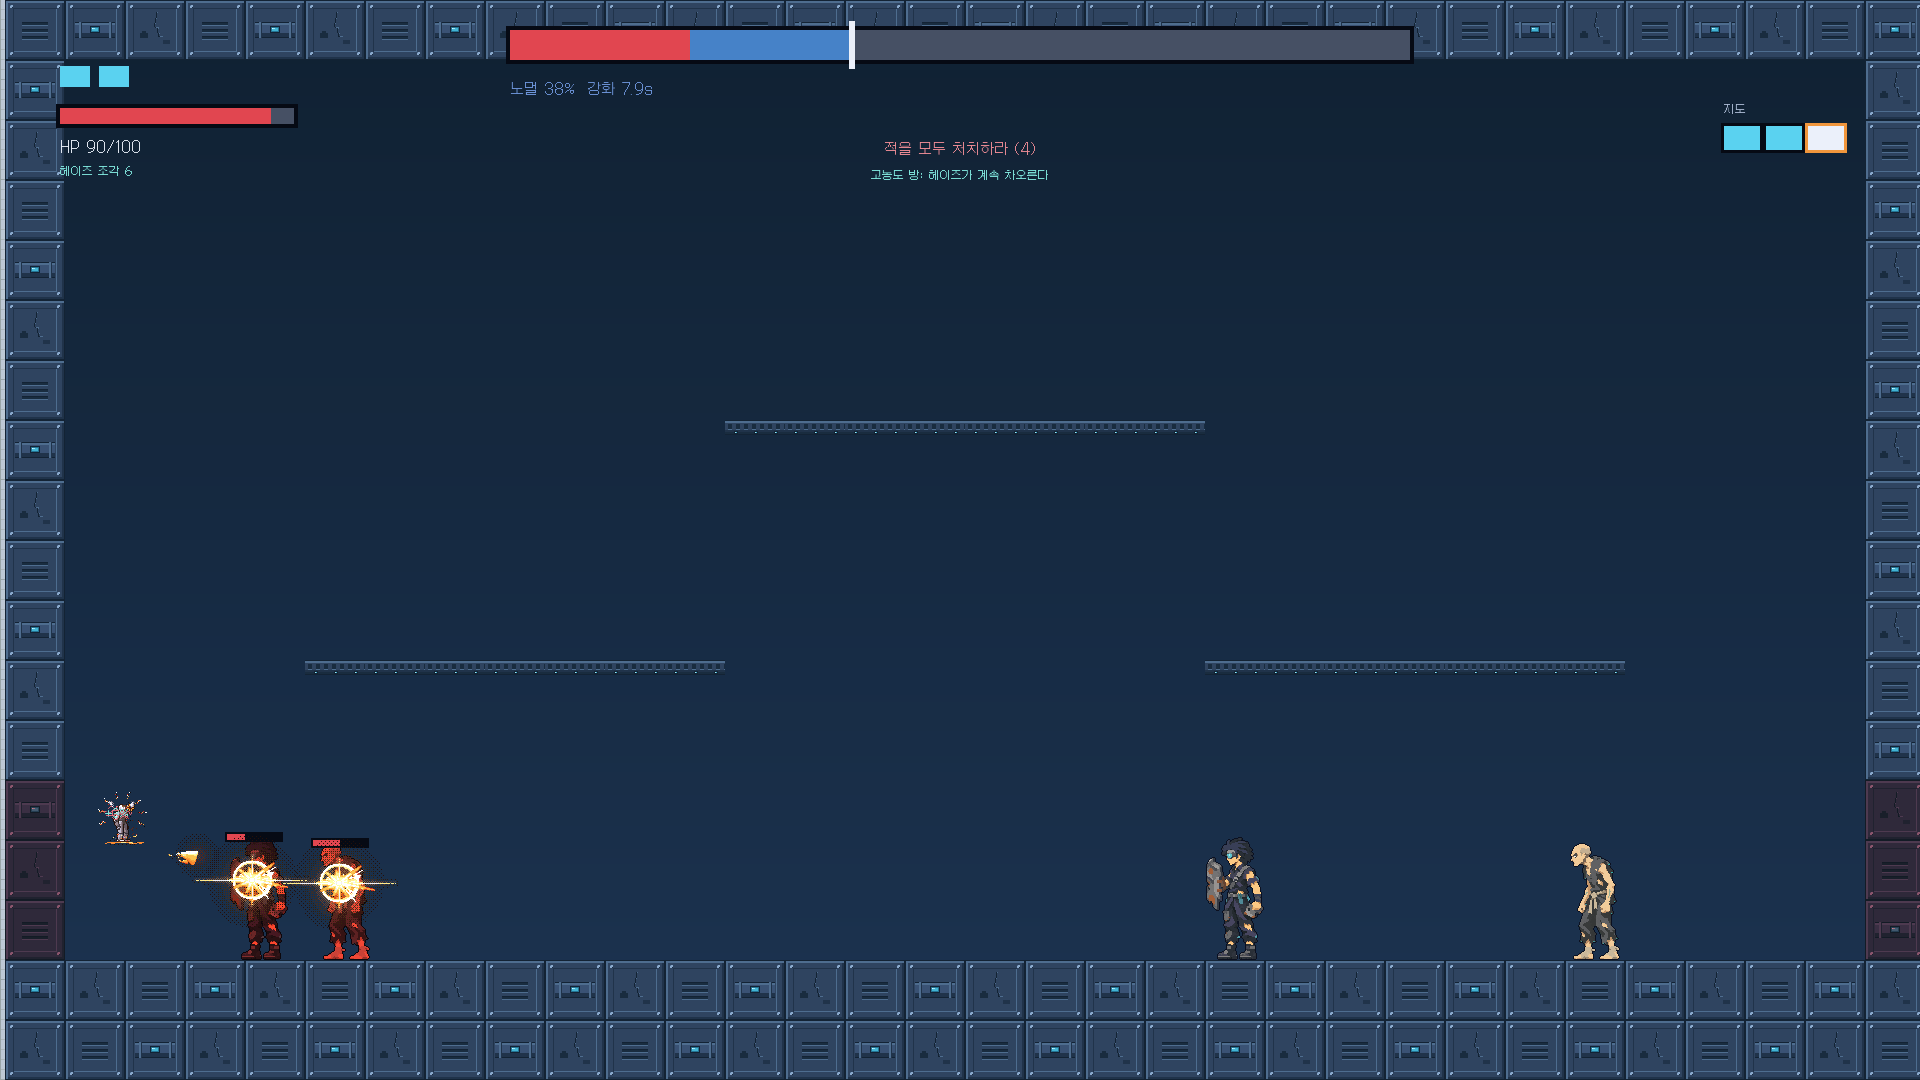 노멀 38% 강화 7.9s
HP 90/100
헤이즈 조각 6
적을 모두 처치하라 (4)
고농도 방: 헤이즈가 계속 차오른다
지도